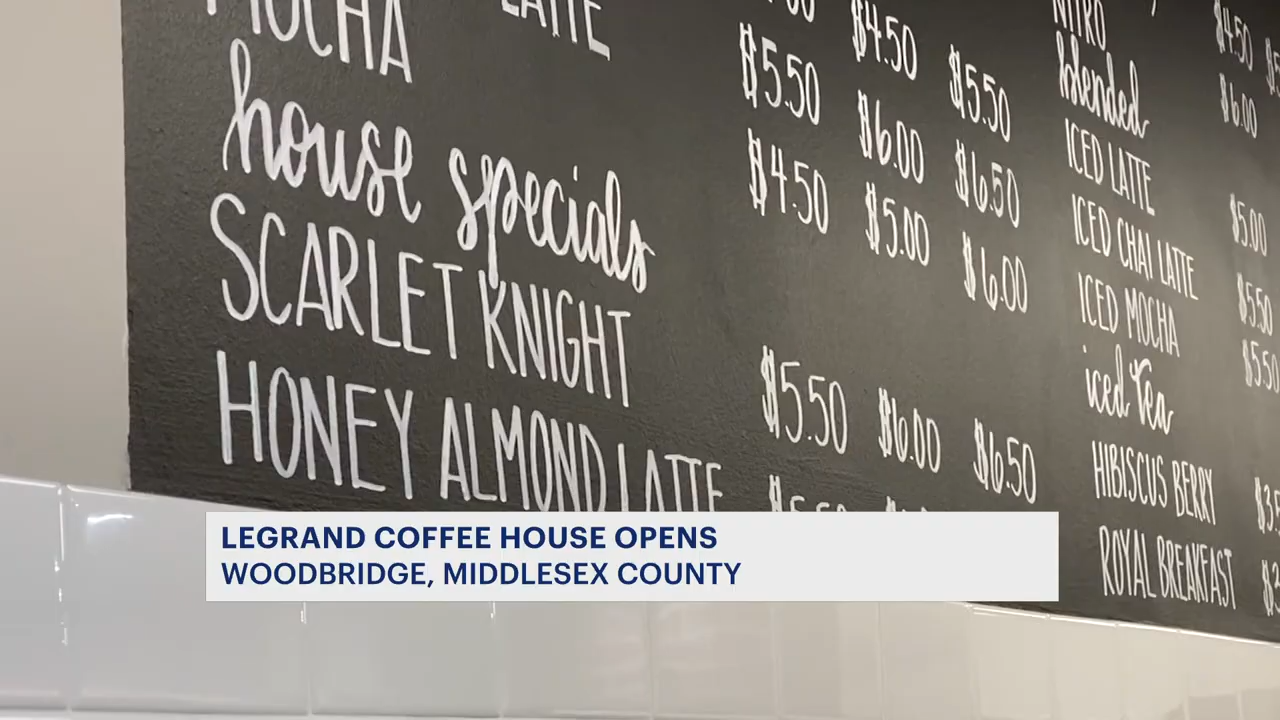 MOCHA LATTE
$4.50 $5.50
$5.50 $6.00 $6.50
$4.50 $5.00 $6.00
house specials
SCARLET KNIGHT $5.50 $6.00 $6.50
HONEY ALMOND LATTE
NITRO $4.50
blended $6.00
ICED LATTE $5.00
ICED CHAI LATTE $5.50
ICED MOCHA $5.50
iced tea
HIBISCUS BERRY
ROYAL BREAKFAST
LEGRAND COFFEE HOUSE OPENS
WOODBRIDGE, MIDDLESEX COUNTY